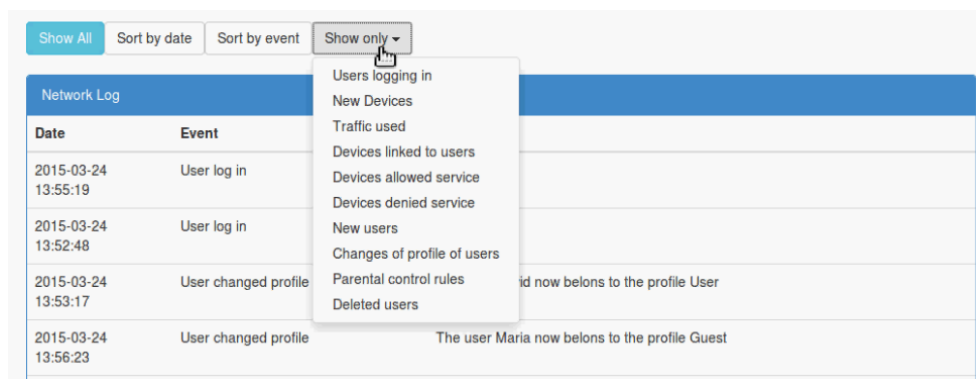 Show All Sort by date Sort by event Show only
Users logging in
New Devices
Traffic used
Devices linked to users
Devices allowed service
Devices denied service
New users
Changes of profile of users
Parental control rules
Deleted users
Network Log
Date Event
2015-03-24 User log in
13:55:19
2015-03-24 User log in
13:52:48
2015-03-24 User changed profile now belons to the profile User
13:53:17
2015-03-24 User changed profile The user Maria now belons to the profile Guest
13:56:23